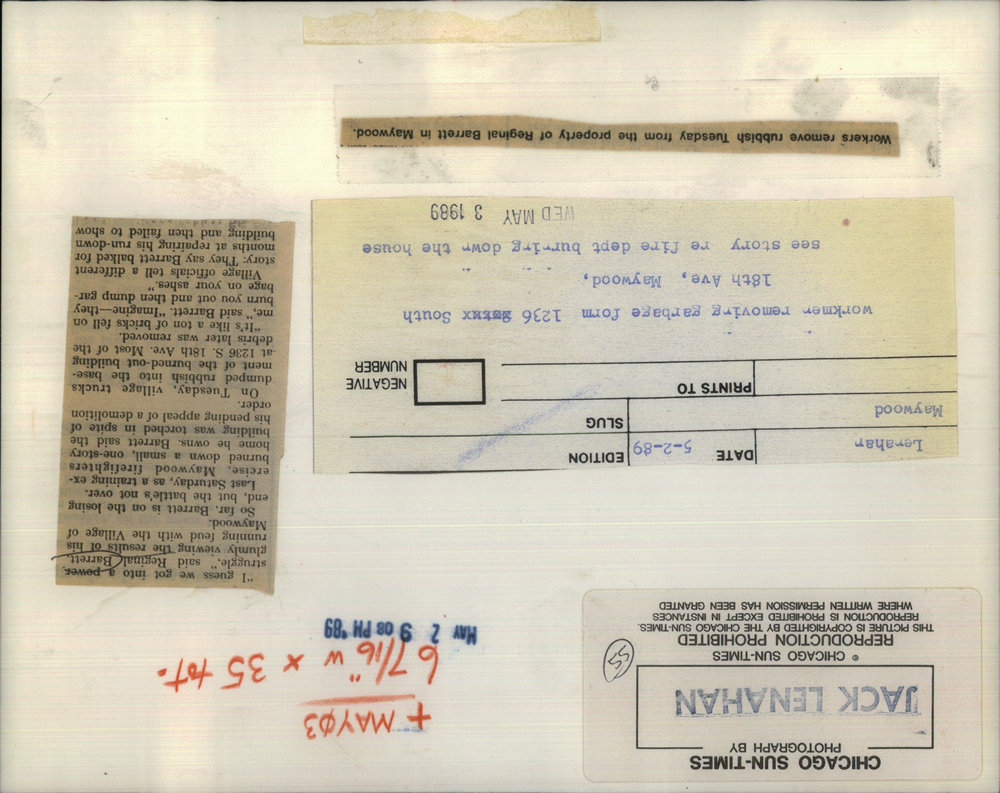 CHICAGO SUN-TIMES
PHOTOGRAPH BY
JACK LENAHAN
© CHICAGO SUN-TIMES
REPRODUCTION PROHIBITED
THIS PICTURE IS COPYRIGHTED BY THE CHICAGO SUN-TIMES.
REPRODUCTION IS PROHIBITED EXCEPT IN INSTANCES
WHERE WRITTEN PERMISSION HAS BEEN GRANTED
55
+ MAYØ3
6 7/16" w x 35 tot.
MAY 2 9 08 PM '89
"I guess we got into a power
struggle," said Reginal Barrett,
glumly viewing the results of his
running feud with the Village of
Maywood.
So far, Barrett is on the losing
end, but the battle's not over.
Last Saturday, as a training ex-
ercise, Maywood firefighters
burned down a small, one-story
home he owns. Barrett said the
building was torched in spite of
his pending appeal of a demolition
order.
On Tuesday, village trucks
dumped rubbish into the base-
ment of the burned-out building
at 1236 S. 18th Ave. Most of the
debris later was removed.
"It's like a ton of bricks fell on
me," said Barrett. "Imagine—they
burn you out and then dump gar-
bage on your ashes."
Village officials tell a different
story: They say Barrett balked for
months at repairing his run-down
building and then failed to show
Lenahan
DATE 5-2-89
EDITION
Maywood
SLUG
PRINTS TO
NEGATIVE
NUMBER
workmen removing garbage form 1236 South
18th Ave, Maywood,
see story re fire dept burning down the house
WED MAY 3 1989
Workers remove rubbish Tuesday from the property of Reginal Barrett in Maywood.